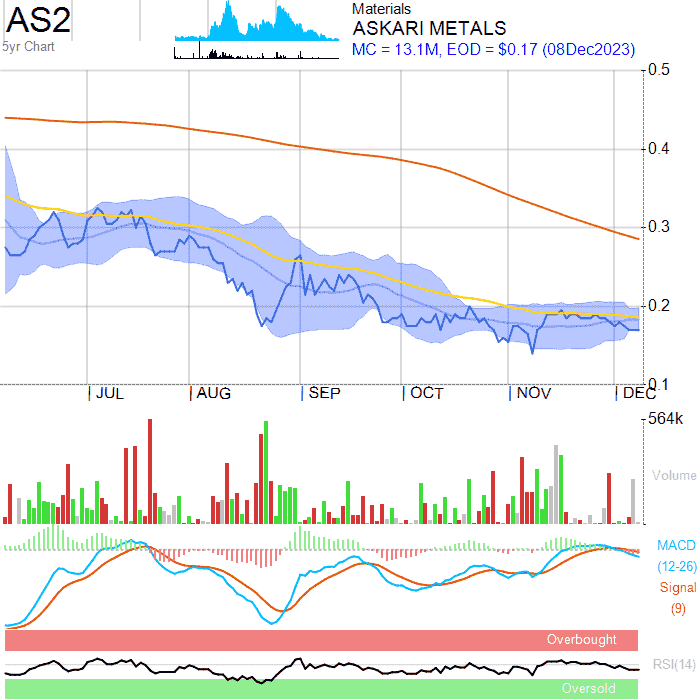 AS2
5yr Chart
Materials
ASKARI METALS
MC = 13.1M, EOD = $0.17 (08Dec2023)
0.5
0.4
0.3
0.2
0.1
JUL
AUG
SEP
OCT
NOV
DEC
564k
Volume
MACD
(12-26)
Signal
(9)
Overbought
RSI(14)
Oversold